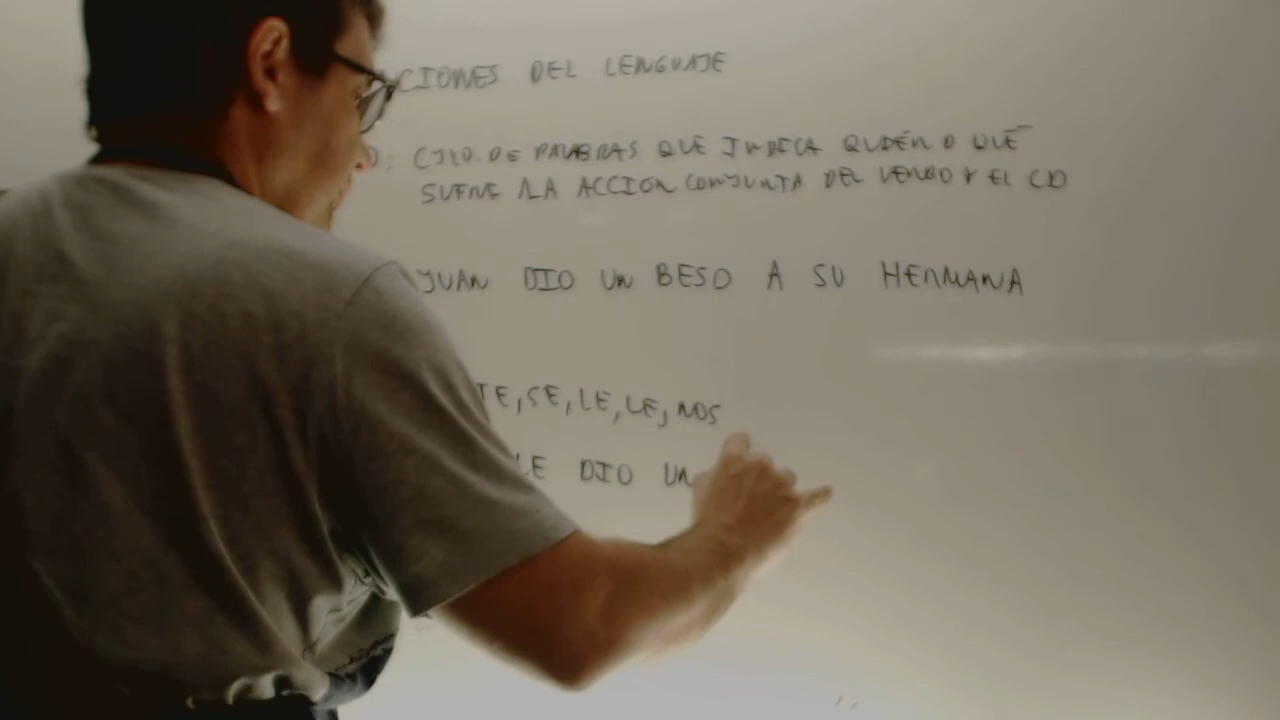 CIONES DEL LENGUAJE
D: CJTO. DE PALABRAS QUE INDICA QUIÉN O QUÉ
SUFRE LA ACCION CONJUNTA DEL VERBO Y EL CD
JUAN DIO UN BESO A SU HERMANA
TE, SE, LE, LE, NOS
LE DIO UN